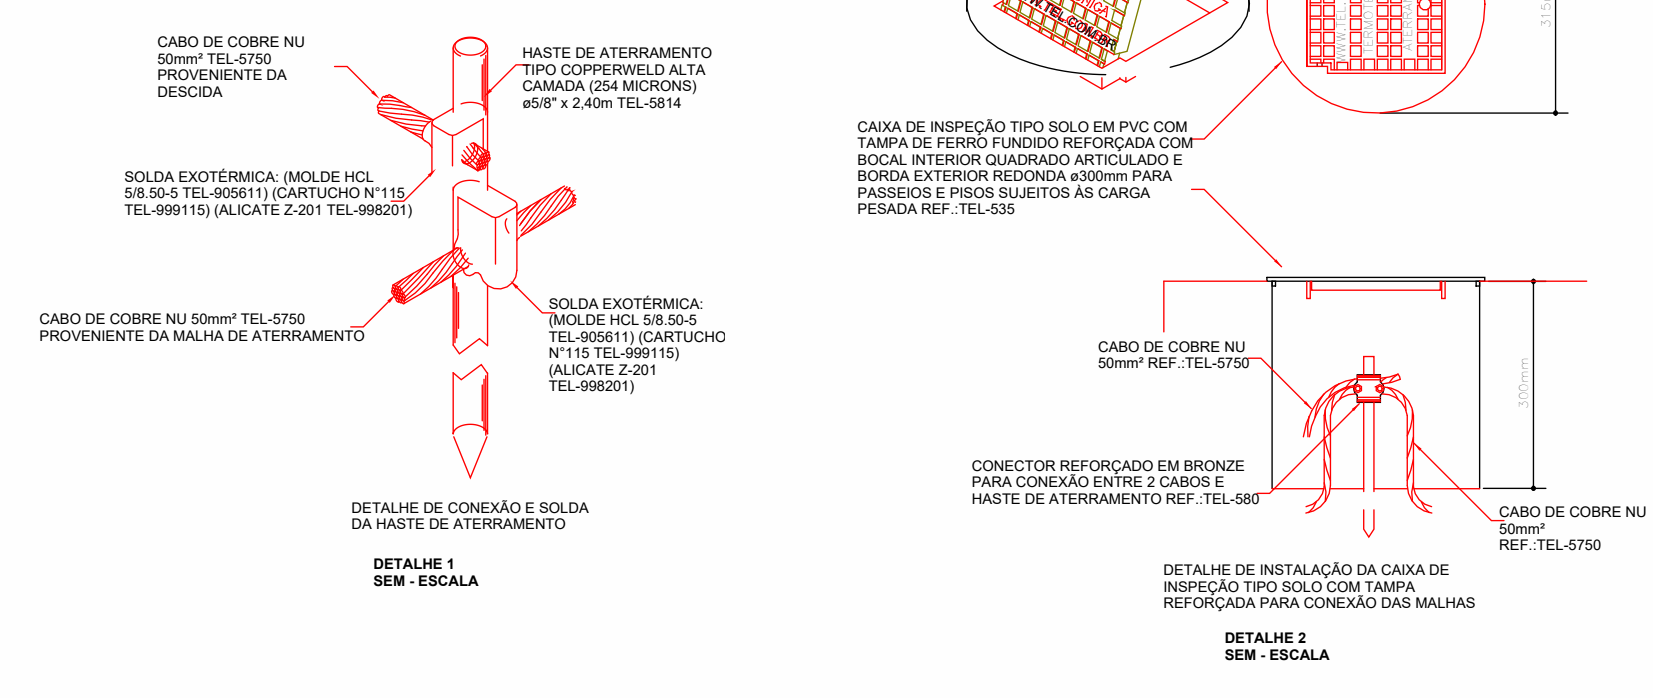 CABO DE COBRE NU
50mm² TEL-5750
PROVENIENTE DA
DESCIDA
HASTE DE ATERRAMENTO
TIPO COPPERWELD ALTA
CAMADA (254 MICRONS)
ø5/8" x 2,40m TEL-5814
SOLDA EXOTÉRMICA: (MOLDE HCL
5/8.50-5 TEL-905611) (CARTUCHO N°115
TEL-999115) (ALICATE Z-201 TEL-998201)
CABO DE COBRE NU 50mm² TEL-5750
PROVENIENTE DA MALHA DE ATERRAMENTO
SOLDA EXOTÉRMICA:
(MOLDE HCL 5/8.50-5
TEL-905611) (CARTUCHO
N°115 TEL-999115)
(ALICATE Z-201
TEL-998201)
DETALHE DE CONEXÃO E SOLDA
DA HASTE DE ATERRAMENTO
DETALHE 1
SEM - ESCALA
W.TEL.COM.BR
WWW.TEL.
TERMOTÉ
ATERRAM
CAIXA DE INSPEÇÃO TIPO SOLO EM PVC COM
TAMPA DE FERRO FUNDIDO REFORÇADA COM
BOCAL INTERIOR QUADRADO ARTICULADO E
BORDA EXTERIOR REDONDA ø300mm PARA
PASSEIOS E PISOS SUJEITOS ÀS CARGA
PESADA REF.:TEL-535
CABO DE COBRE NU
50mm² REF.:TEL-5750
300mm
CONECTOR REFORÇADO EM BRONZE
PARA CONEXÃO ENTRE 2 CABOS E
HASTE DE ATERRAMENTO REF.:TEL-580
CABO DE COBRE NU
50mm²
REF.:TEL-5750
DETALHE DE INSTALAÇÃO DA CAIXA DE
INSPEÇÃO TIPO SOLO COM TAMPA
REFORÇADA PARA CONEXÃO DAS MALHAS
DETALHE 2
SEM - ESCALA